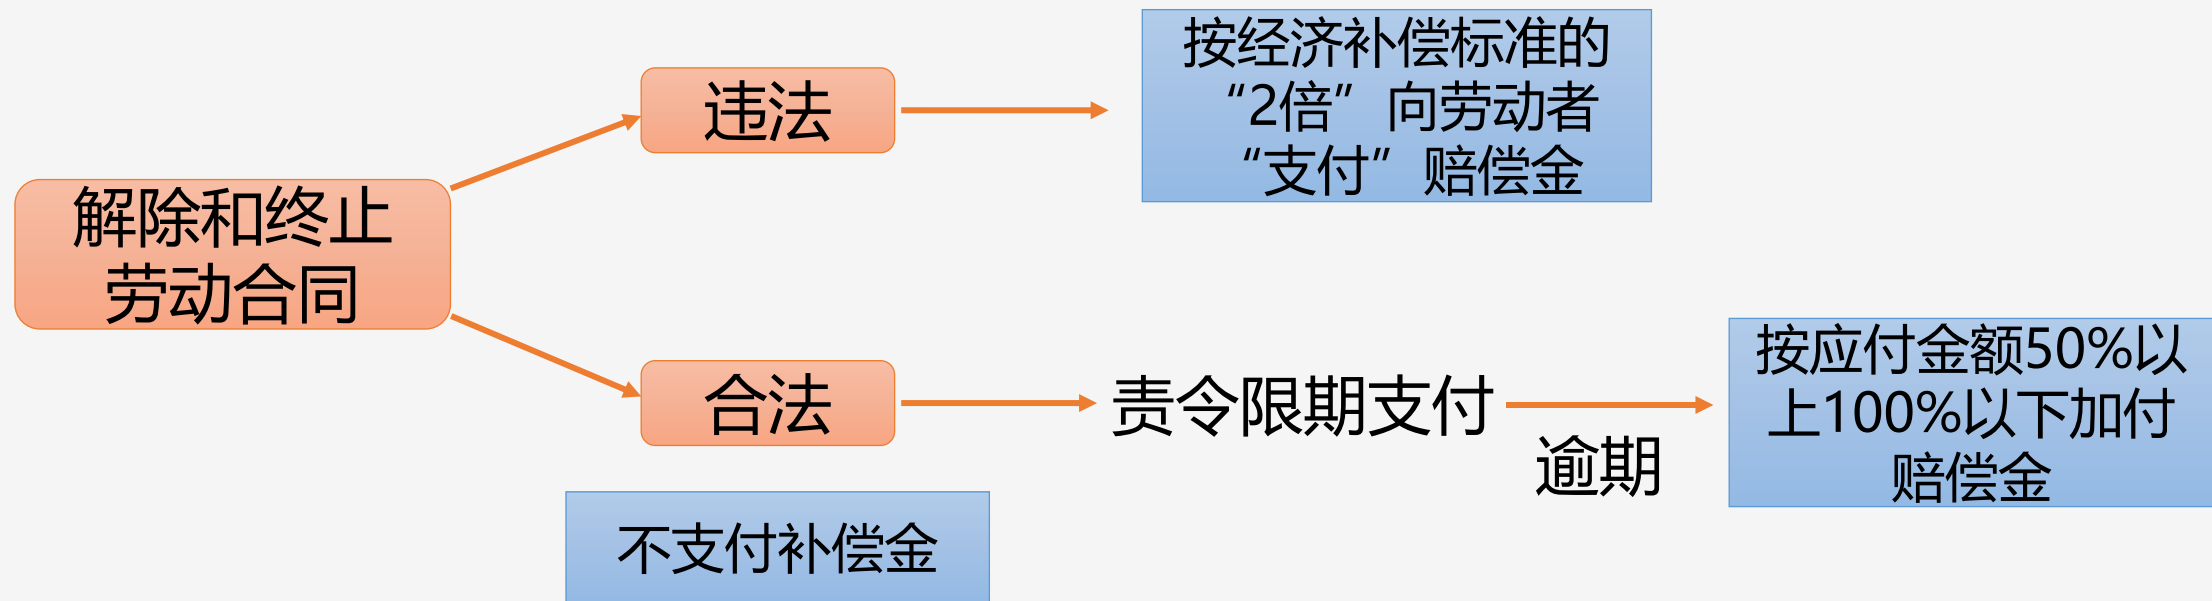 解除和终止
劳动合同
违法
按经济补偿标准的
“2倍”向劳动者
“支付”赔偿金
合法
不支付补偿金
责令限期支付
逾期
按应付金额50%以
上100%以下加付
赔偿金